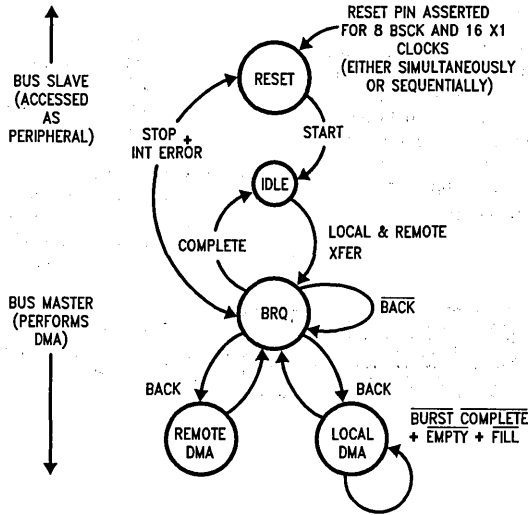 RESET PIN ASSERTED
FOR 8 BSCK AND 16 X1
CLOCKS
(EITHER SIMULTANEOUSLY
OR SEQUENTIALLY)
BUS SLAVE
(ACCESSED
AS
PERIPHERAL)
RESET
STOP +
INT ERROR
START
IDLE
COMPLETE
LOCAL & REMOTE
XFER
BUS MASTER
(PERFORMS
DMA)
BRQ
BACK
BACK
BACK
REMOTE
DMA
LOCAL
DMA
BURST COMPLETE
+ EMPTY + FILL